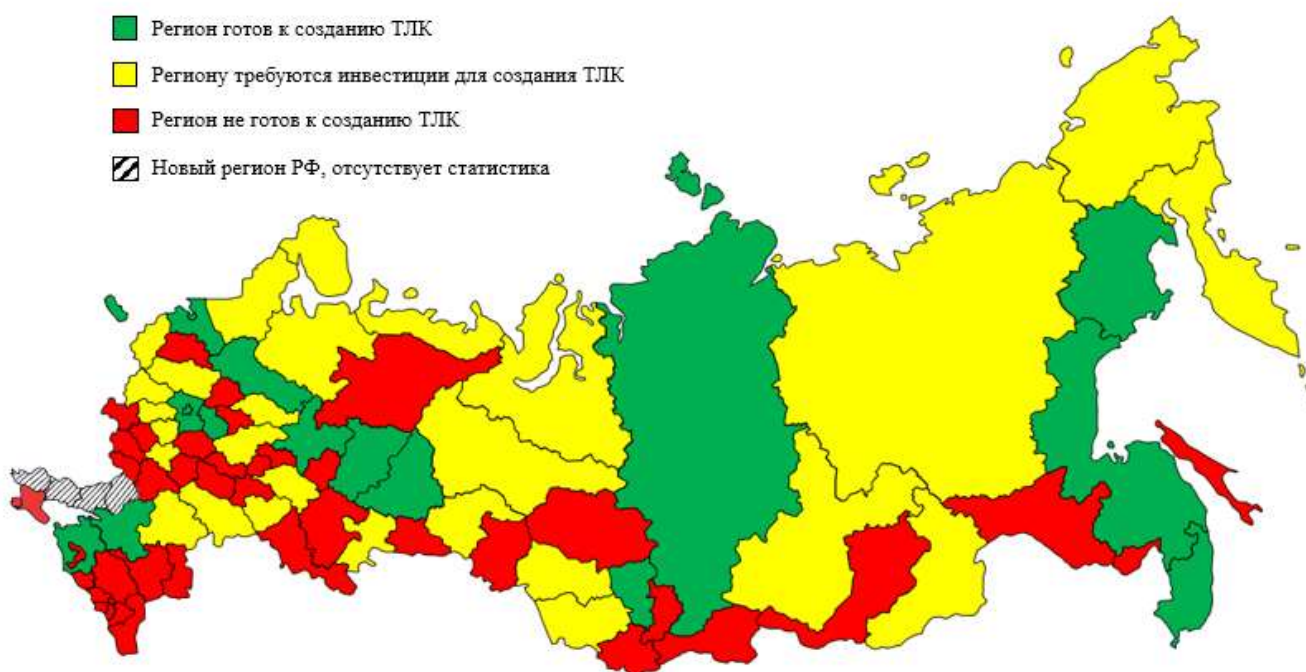 Регион готов к созданию ТЛК
Региону требуются инвестиции для создания ТЛК
Регион не готов к созданию ТЛК
Новый регион РФ, отсутствует статистика